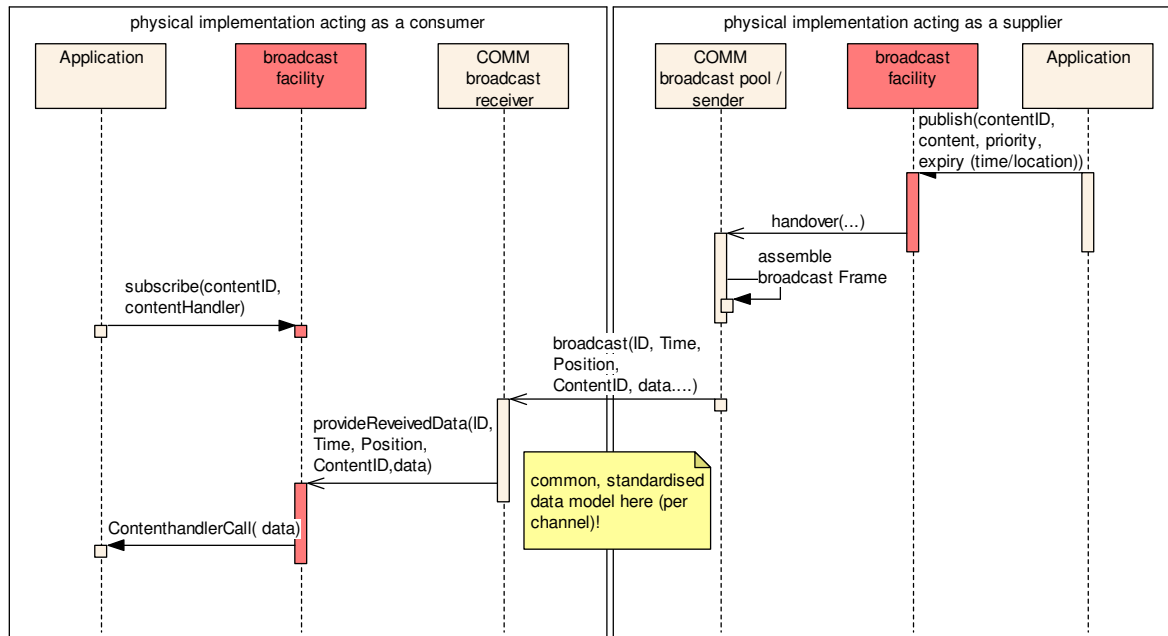 physical implementation acting as a consumer
physical implementation acting as a supplier
Application
broadcast
facility
COMM
broadcast
receiver
COMM
broadcast pool /
sender
broadcast
facility
Application
publish(contentID,
content, priority,
expiry (time/location))
handover(...)
assemble
broadcast Frame
subscribe(contentID,
contentHandler)
broadcast(ID, Time,
Position,
ContentID, data....)
provideReveivedData(ID,
Time, Position,
ContentID,data)
common, standardised
data model here (per
channel)!
ContenthandlerCall( data)